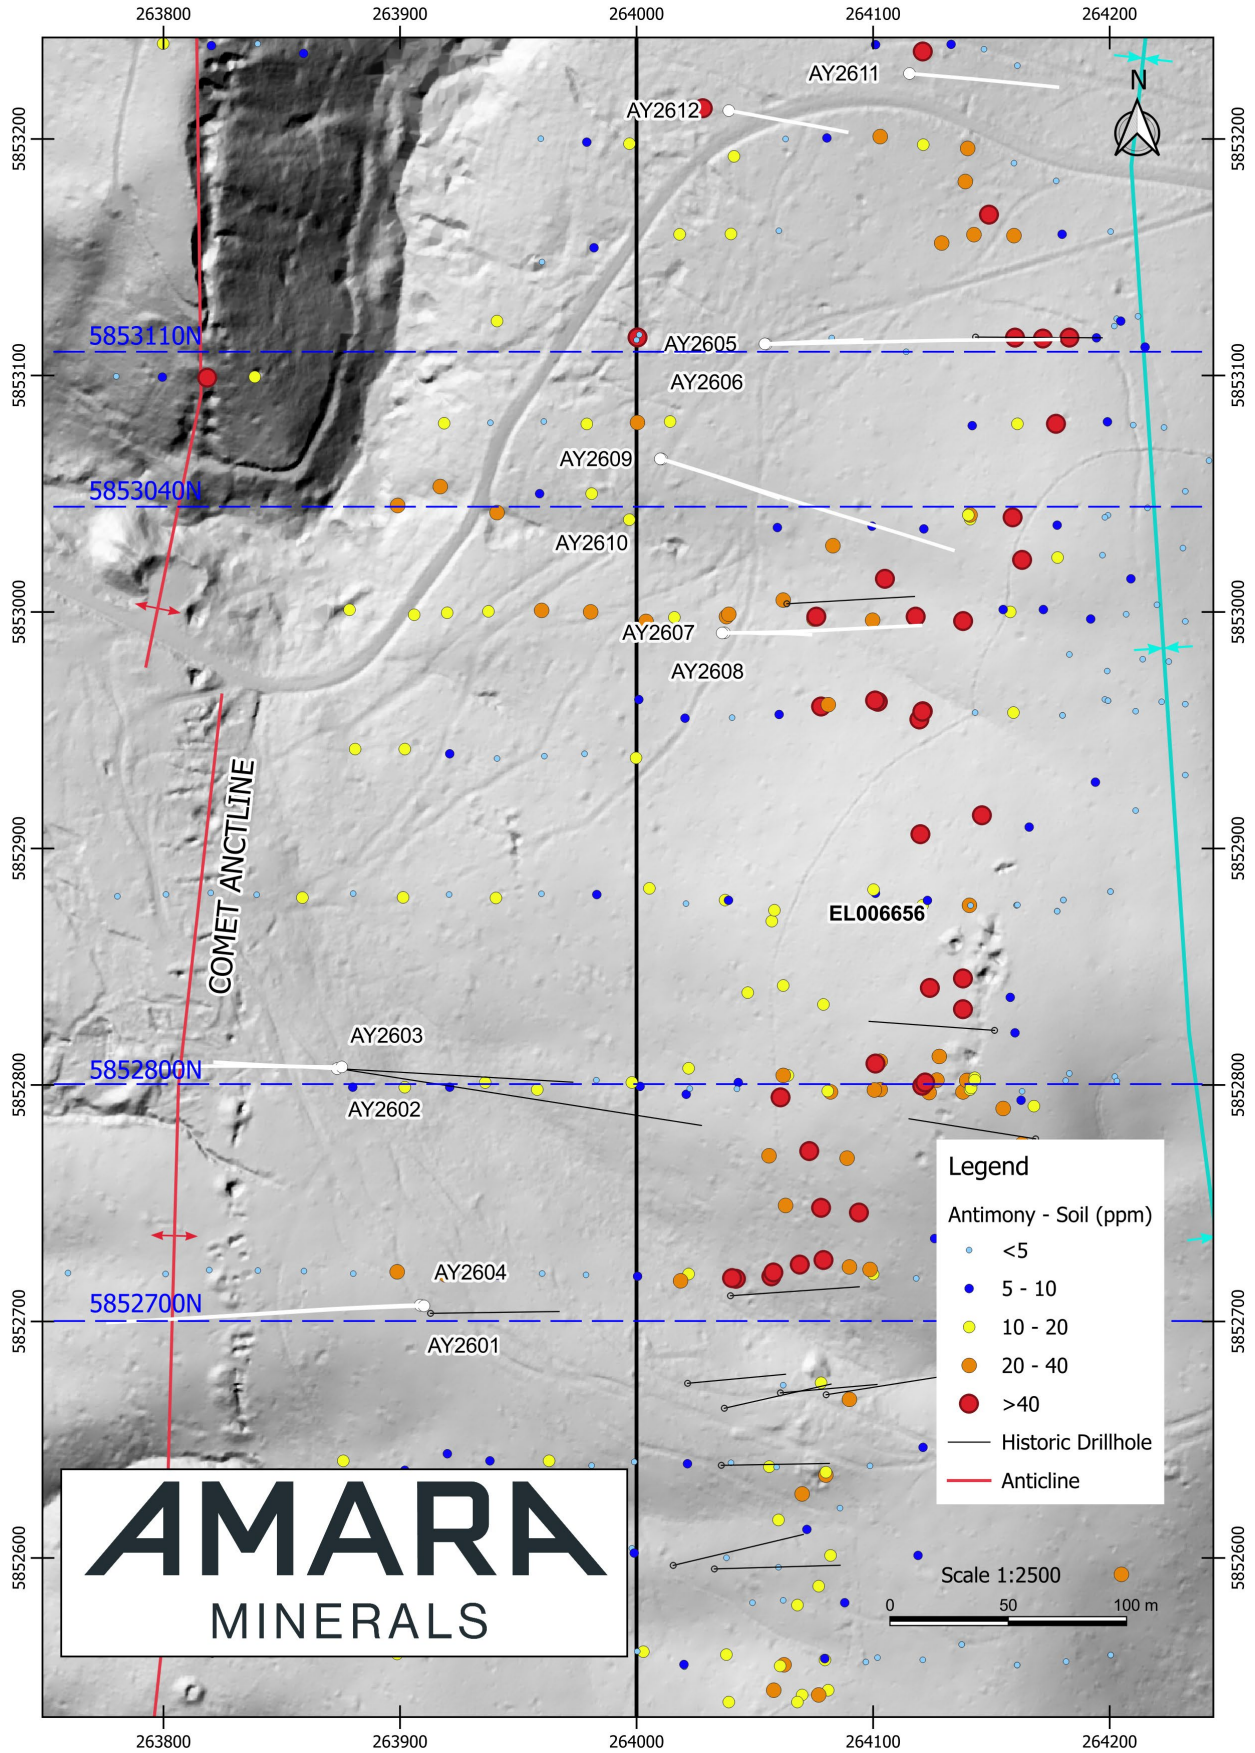 263800
263900
264000
264100
264200
N
AY2611
AY2612
5853200
5853200
5853110N
AY2605
5853100
5853100
AY2606
AY2609
5853040N
AY2610
5853000
5853000
AY2607
AY2608
COMET ANCTLINE
5852900
5852900
EL006656
AY2603
5852800N
5852800
5852800
AY2602
Legend
Antimony - Soil (ppm)
<5
5 - 10
10 - 20
20 - 40
>40
Historic Drillhole
Anticline
AY2604
5852700N
5852700
5852700
AY2601
AMARA
MINERALS
5852600
5852600
Scale 1:2500
0
50
100 m
263800
263900
264000
264100
264200